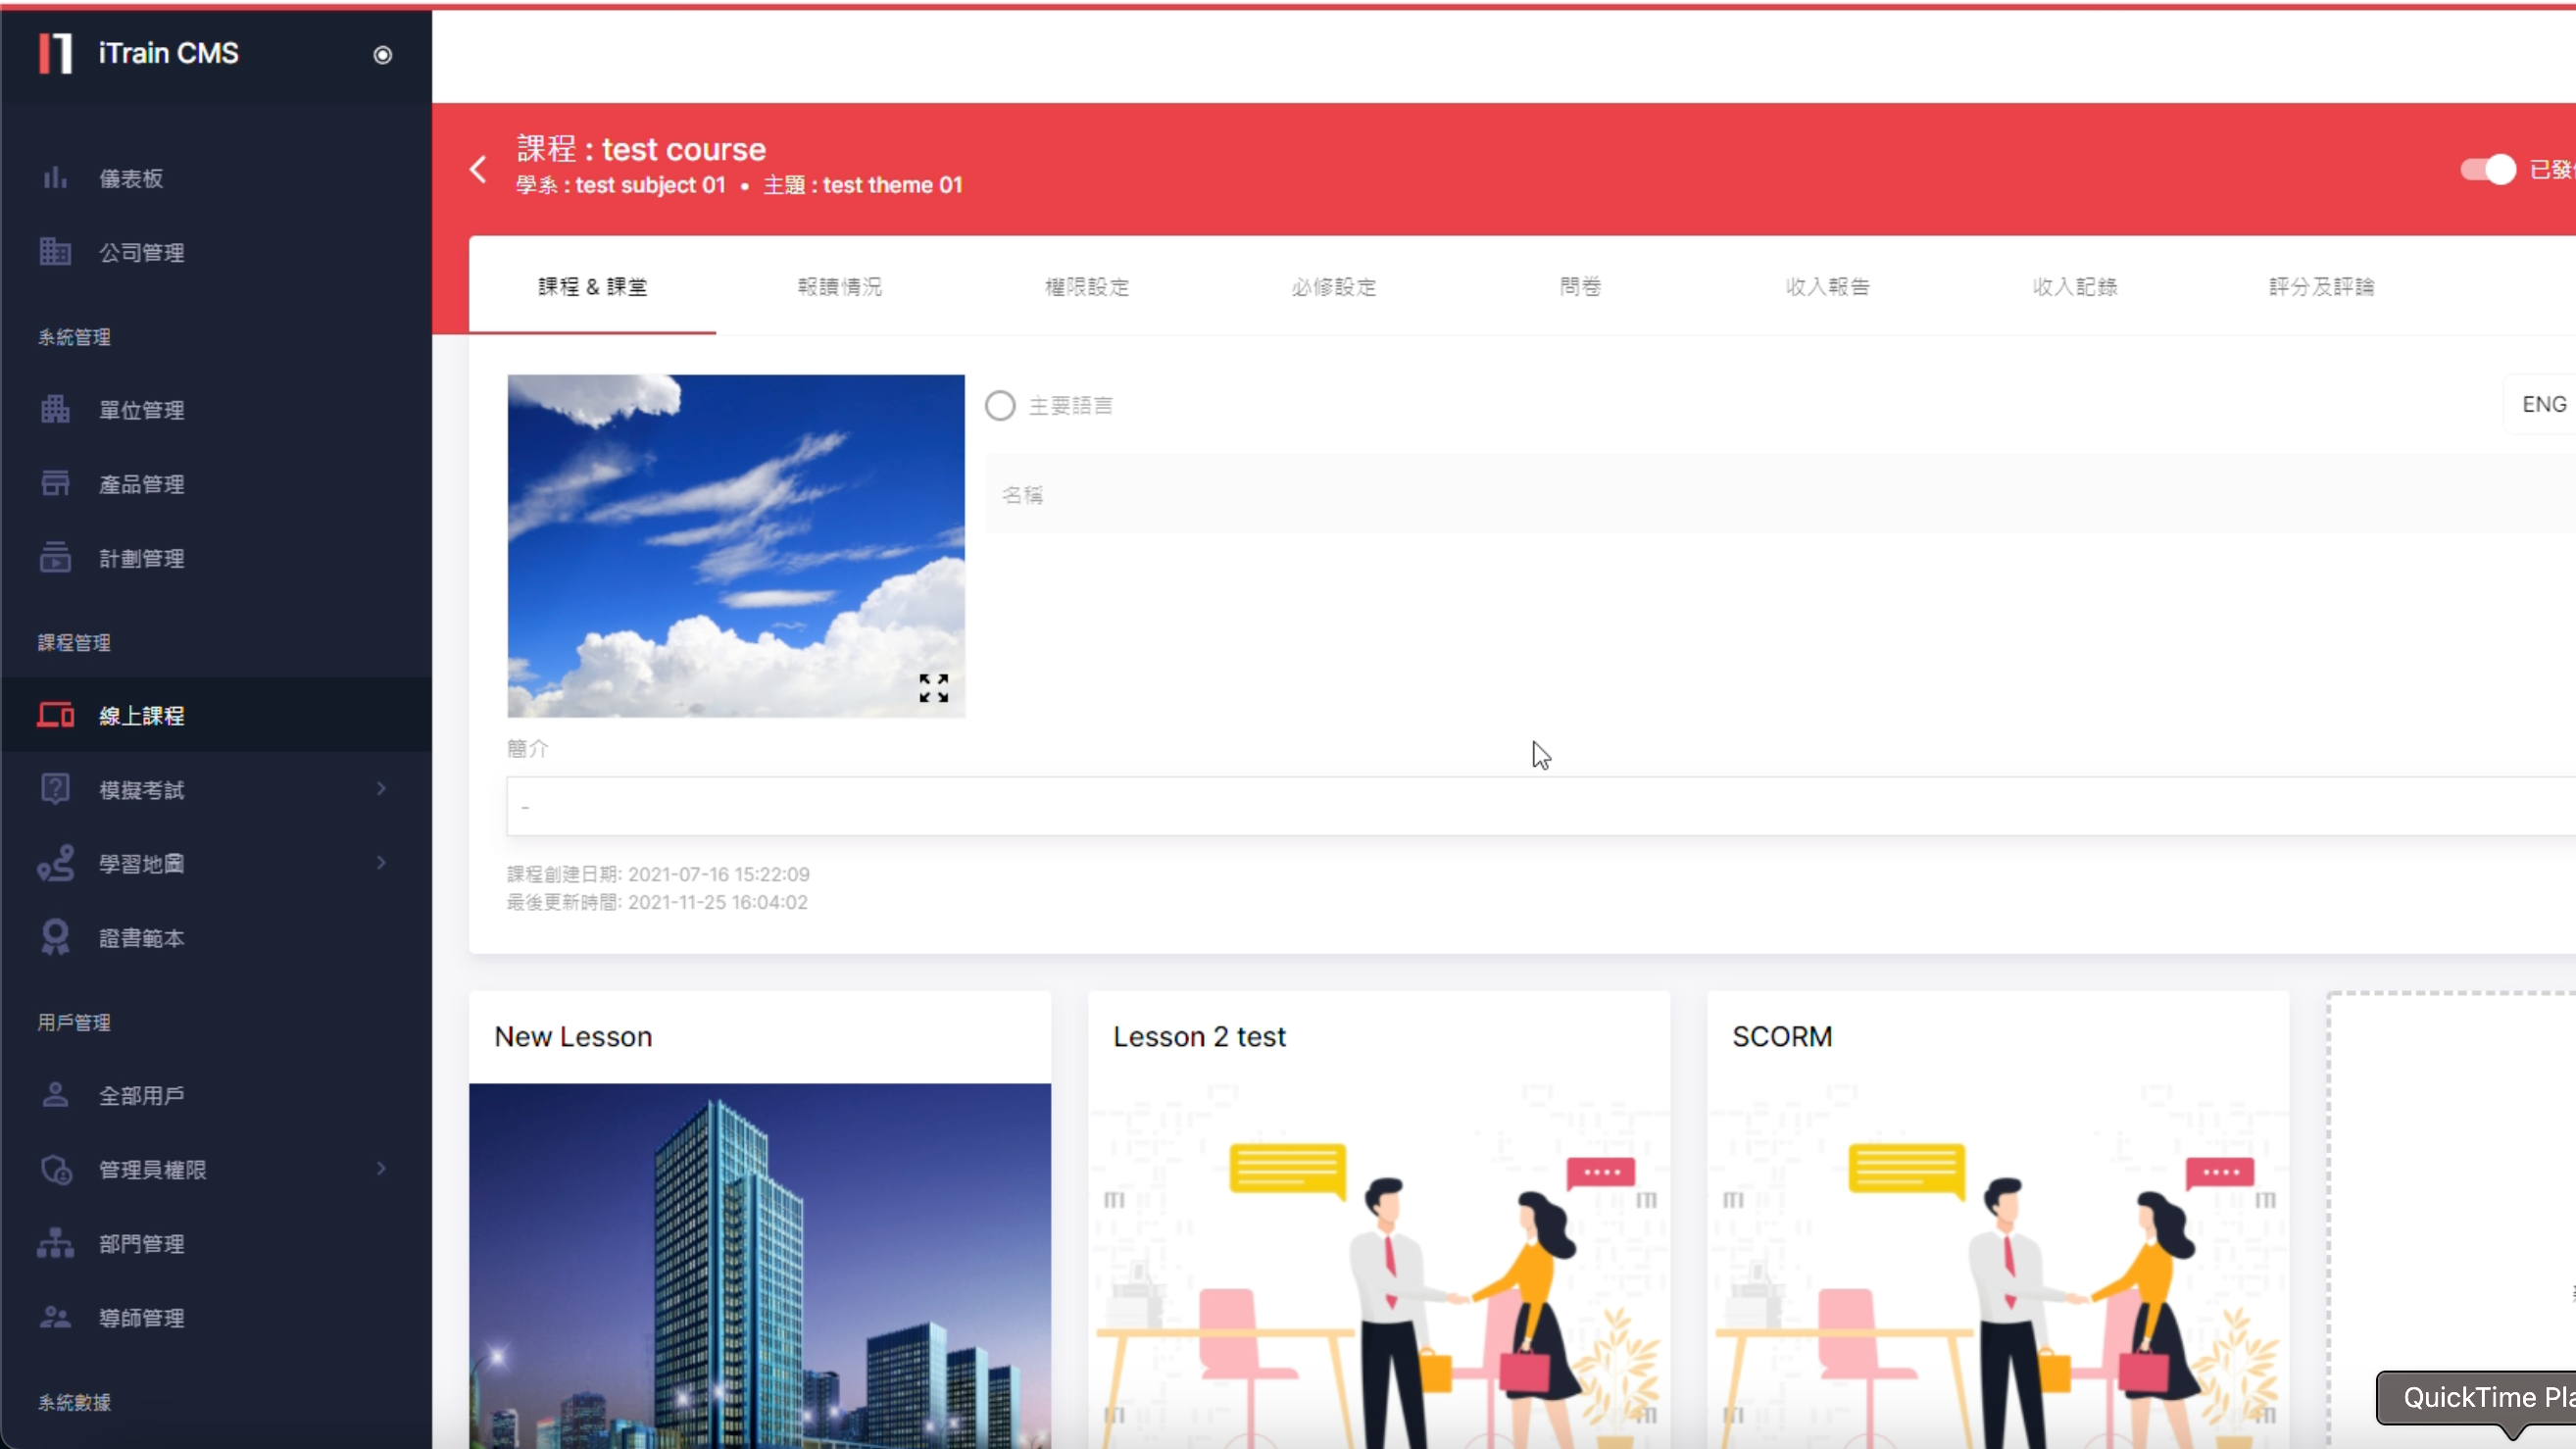 iTrain CMS
儀表板
公司管理
系統管理
單位管理
產品管理
計劃管理
課程管理
線上課程
模擬考試
學習地圖
證書範本
用戶管理
全部用戶
管理員權限
部門管理
導師管理
系統數據
課程 : test course
學系 : test subject 01 • 主題 : test theme 01
已發
課程 & 課堂
報讀情況
權限設定
必修設定
問卷
收入報告
收入記錄
評分及評論
主要語言
ENG
名稱
簡介
-
課程創建日期: 2021-07-16 15:22:09
最後更新時間: 2021-11-25 16:04:02
New Lesson
Lesson 2 test
SCORM
QuickTime Pla